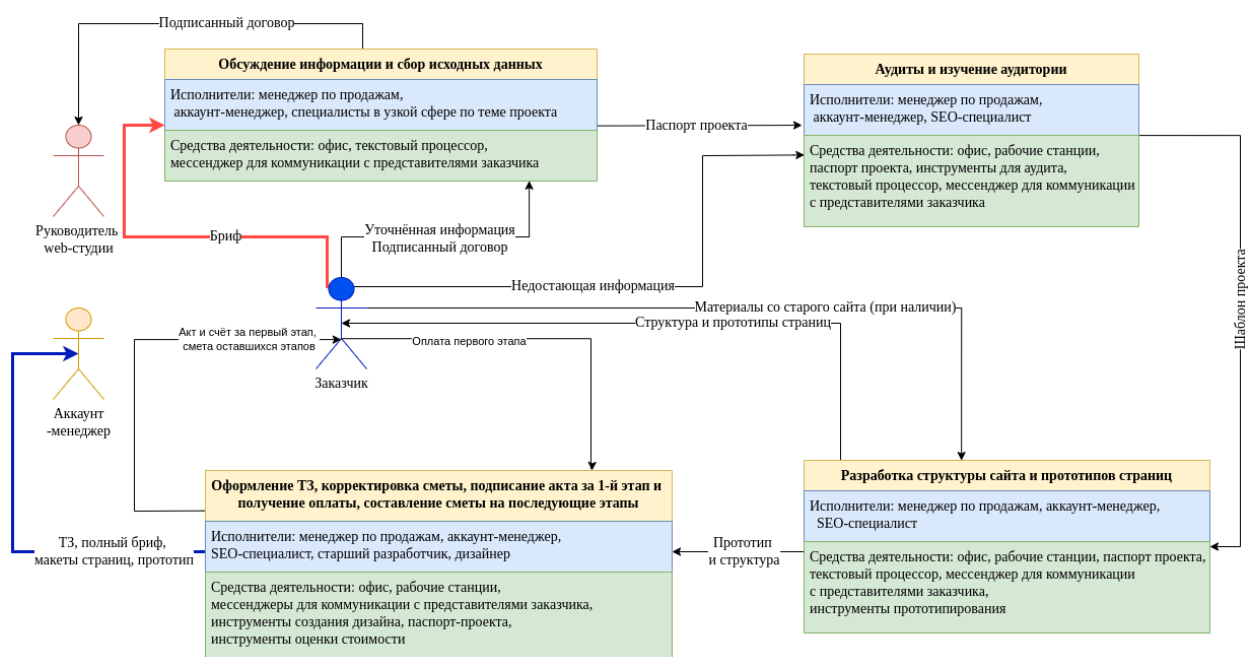 Подписанный договор
Обсуждение информации и сбор исходных данных
Исполнители: менеджер по продажам,
аккаунт-менеджер, специалисты в узкой сфере по теме проекта
Средства деятельности: офис, текстовый процессор,
мессенджер для коммуникации с представителями заказчика
Паспорт проекта
Аудиты и изучение аудитории
Исполнители: менеджер по продажам,
аккаунт-менеджер, SEO-специалист
Средства деятельности: офис, рабочие станции,
паспорт проекта, инструменты для аудита,
текстовый процессор, мессенджер для коммуникации
с представителями заказчика
Руководитель
web-студии
Бриф
Уточнённая информация
Подписанный договор
Недостающая информация
Материалы со старого сайта (при наличии)
Структура и прототипы страниц
Шаблон проекта
Акт и счёт за первый этап,
смета оставшихся этапов
Оплата первого этапа
Заказчик
Аккаунт
-менеджер
Оформление ТЗ, корректировка сметы, подписание акта за 1-й этап и
получение оплаты, составление сметы на последующие этапы
Исполнители: менеджер по продажам, аккаунт-менеджер,
SEO-специалист, старший разработчик, дизайнер
Средства деятельности: офис, рабочие станции,
мессенджеры для коммуникации с представителями заказчика,
инструменты создания дизайна, паспорт-проекта,
инструменты оценки стоимости
ТЗ, полный бриф,
макеты страниц, прототип
Прототип
и структура
Разработка структуры сайта и прототипов страниц
Исполнители: менеджер по продажам, аккаунт-менеджер,
SEO-специалист
Средства деятельности: офис, рабочие станции, паспорт проекта,
текстовый процессор, мессенджер для коммуникации
с представителями заказчика,
инструменты прототипирования